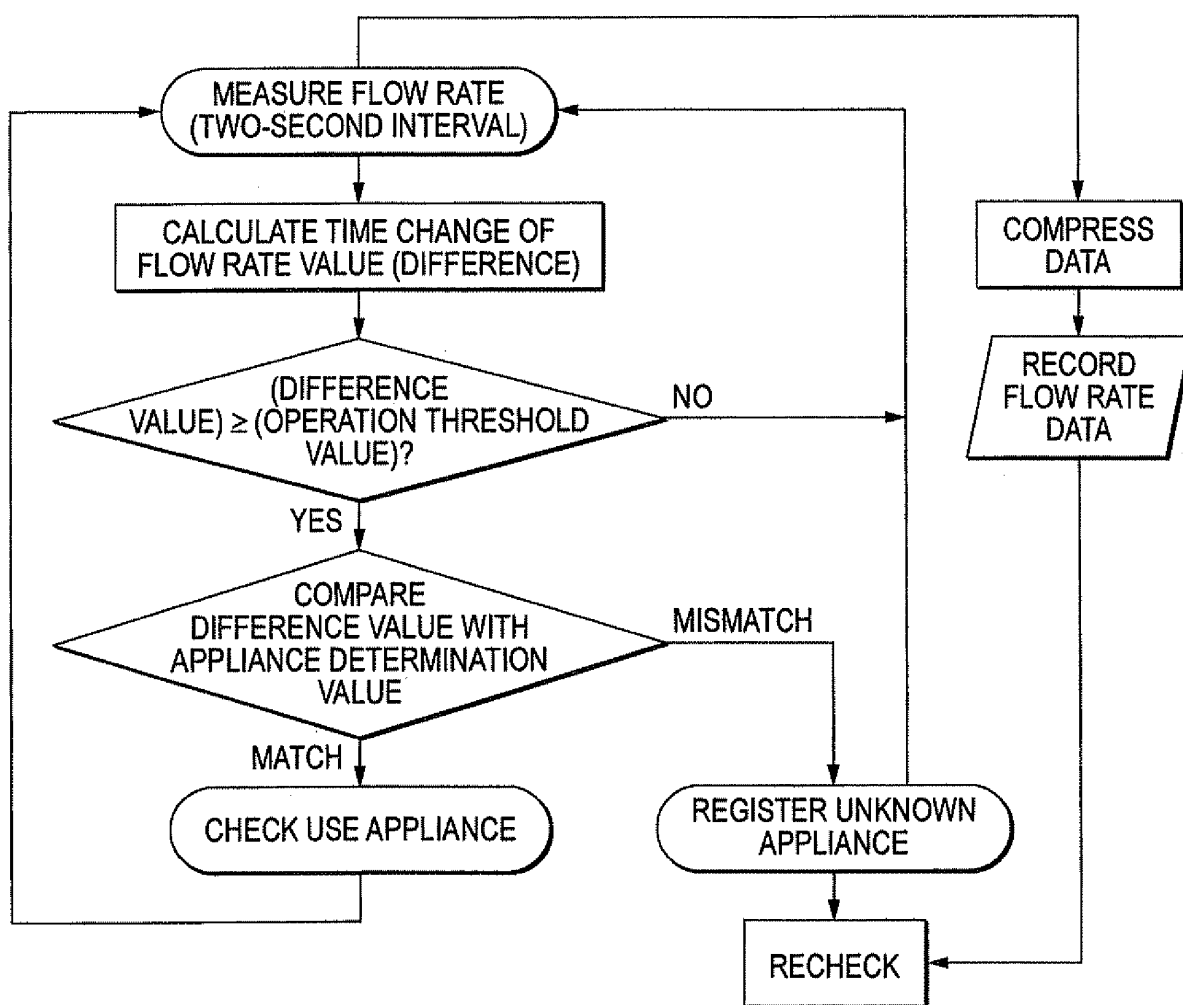 MEASURE FLOW RATE
(TWO-SECOND INTERVAL)
CALCULATE TIME CHANGE OF
FLOW RATE VALUE (DIFFERENCE)
COMPRESS
DATA
RECORD
FLOW RATE
DATA
(DIFFERENCE
VALUE) ≥ (OPERATION THRESHOLD
VALUE)?
NO
YES
COMPARE
DIFFERENCE VALUE WITH
APPLIANCE DETERMINATION
VALUE
MISMATCH
MATCH
CHECK USE APPLIANCE
REGISTER UNKNOWN
APPLIANCE
RECHECK